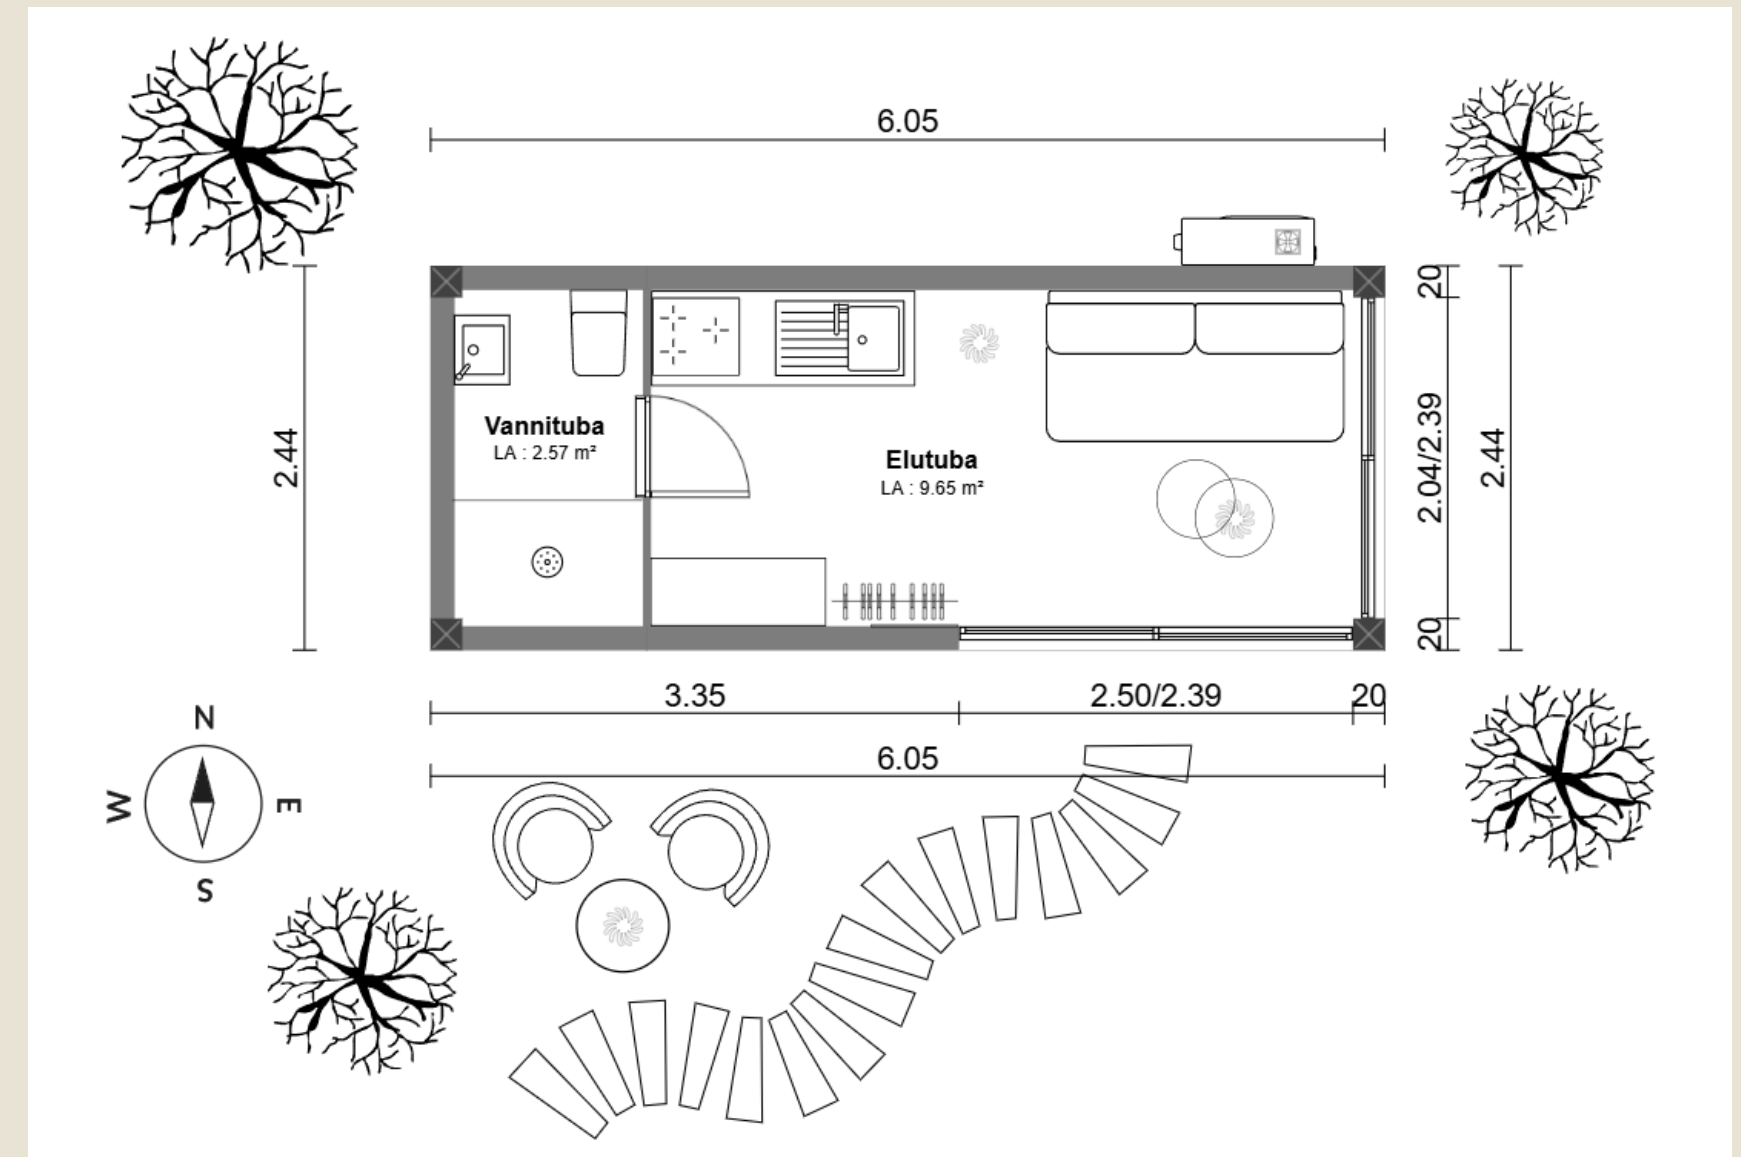 6.05
20
2.44
2.04/2.39
2.44
Vannituba
LA : 2.57 m²
Elutuba
LA : 9.65 m²
20
3.35
2.50/2.39
20
6.05
N
W
E
S